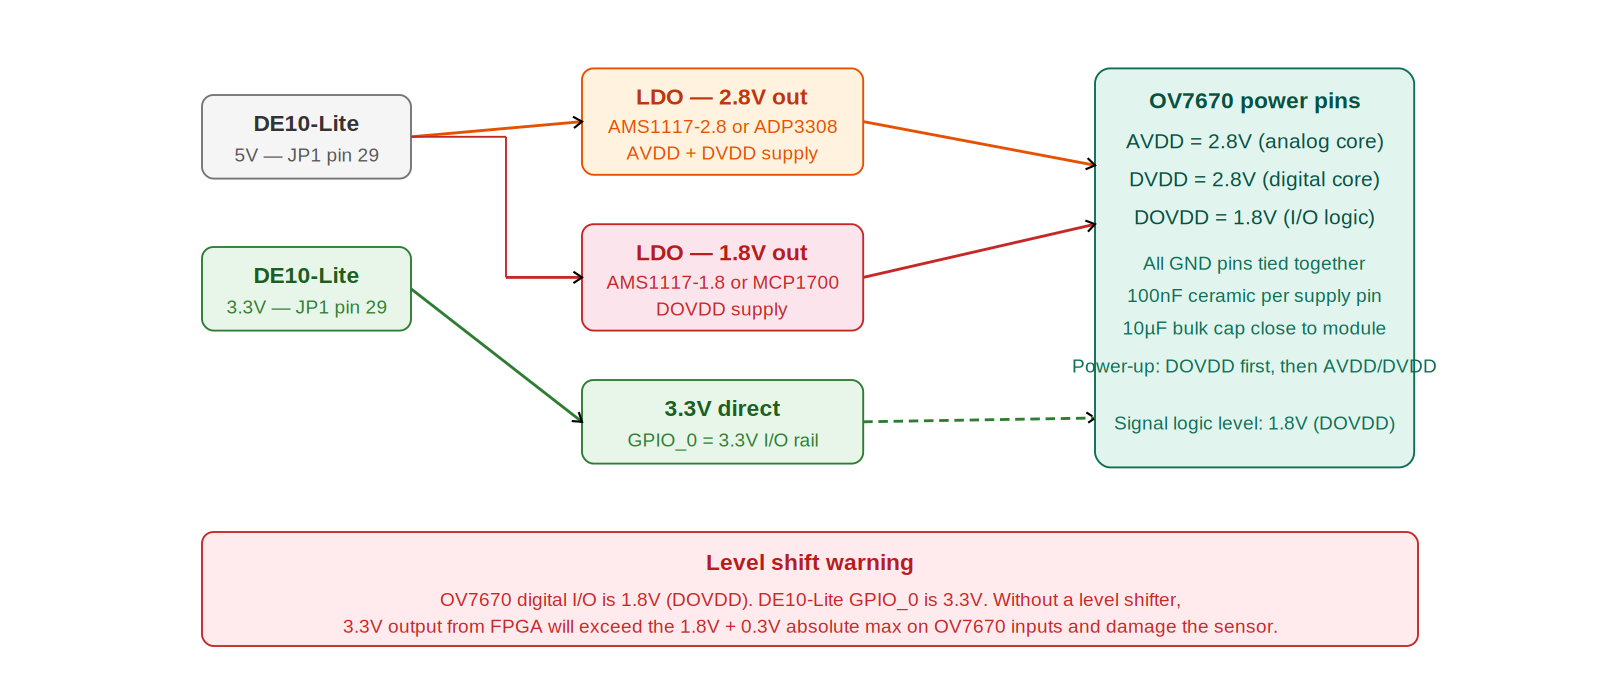 DE10-Lite
5V — JP1 pin 29
DE10-Lite
3.3V — JP1 pin 29
LDO — 2.8V out
AMS1117-2.8 or ADP3308
AVDD + DVDD supply
LDO — 1.8V out
AMS1117-1.8 or MCP1700
DOVDD supply
3.3V direct
GPIO_0 = 3.3V I/O rail
OV7670 power pins
AVDD = 2.8V (analog core)
DVDD = 2.8V (digital core)
DOVDD = 1.8V (I/O logic)
All GND pins tied together
100nF ceramic per supply pin
10µF bulk cap close to module
Power-up: DOVDD first, then AVDD/DVDD
Signal logic level: 1.8V (DOVDD)
Level shift warning
OV7670 digital I/O is 1.8V (DOVDD). DE10-Lite GPIO_0 is 3.3V. Without a level shifter,
3.3V output from FPGA will exceed the 1.8V + 0.3V absolute max on OV7670 inputs and damage the sensor.